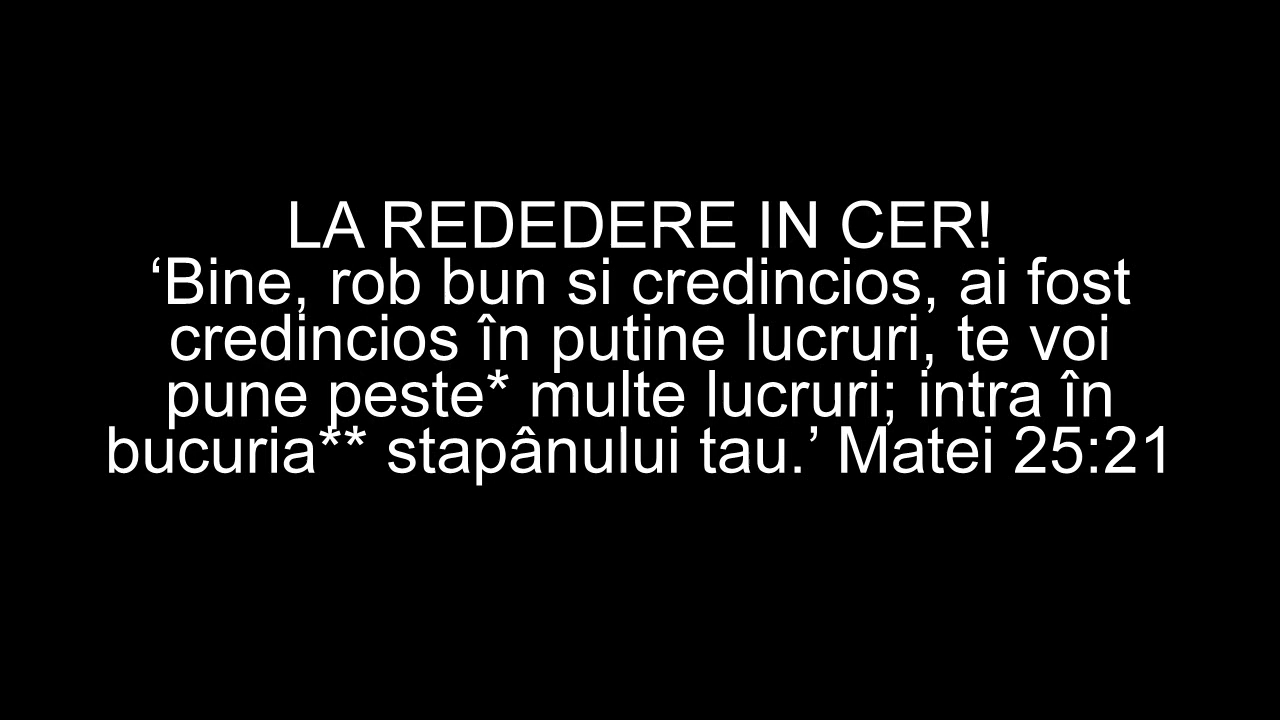 LA REDEDERE IN CER!
‘Bine, rob bun si credincios, ai fost
credincios în putine lucruri, te voi
pune peste* multe lucruri; intra în
bucuria** stapânului tau.’ Matei 25:21